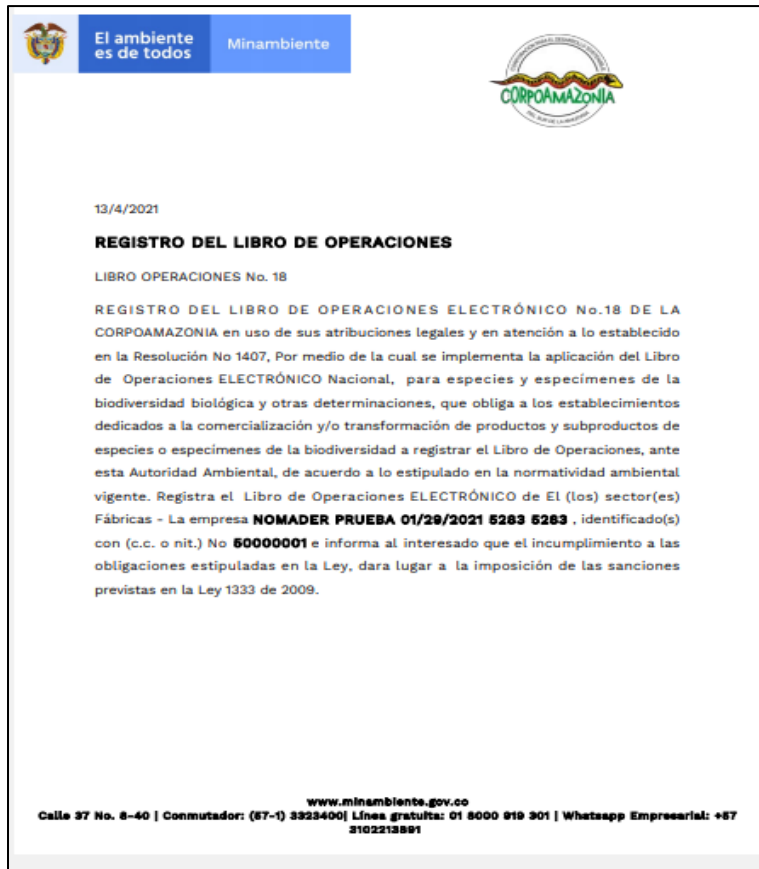 El ambiente
es de todos
Minambiente
CORPOAMAZONIA
13/4/2021
REGISTRO DEL LIBRO DE OPERACIONES
LIBRO OPERACIONES No. 18
REGISTRO DEL LIBRO DE OPERACIONES ELECTRÓNICO No.18 DE LA
CORPOAMAZONIA en uso de sus atribuciones legales y en atención a lo establecido
en la Resolución No 1407, Por medio de la cual se implementa la aplicación del Libro
de Operaciones ELECTRÓNICO Nacional, para especies y especímenes de la
biodiversidad biológica y otras determinaciones, que obliga a los establecimientos
dedicados a la comercialización y/o transformación de productos y subproductos de
especies o especímenes de la biodiversidad a registrar el Libro de Operaciones, ante
esta Autoridad Ambiental, de acuerdo a lo estipulado en la normatividad ambiental
vigente. Registra el Libro de Operaciones ELECTRÓNICO de El (los) sector(es)
Fábricas - La empresa NOMADER PRUEBA 01/29/2021 5283 5283 , identificado(s)
con (c.c. o nit.) No 50000001 e informa al interesado que el incumplimiento a las
obligaciones estipuladas en la Ley, dara lugar a la imposición de las sanciones
previstas en la Ley 1333 de 2009.
www.minambiente.gov.co
Calle 37 No. 8-40 | Conmutador: (57-1) 3323400| Línea gratuita: 01 8000 919 301 | Whatsapp Empresarial: +57
3102213891